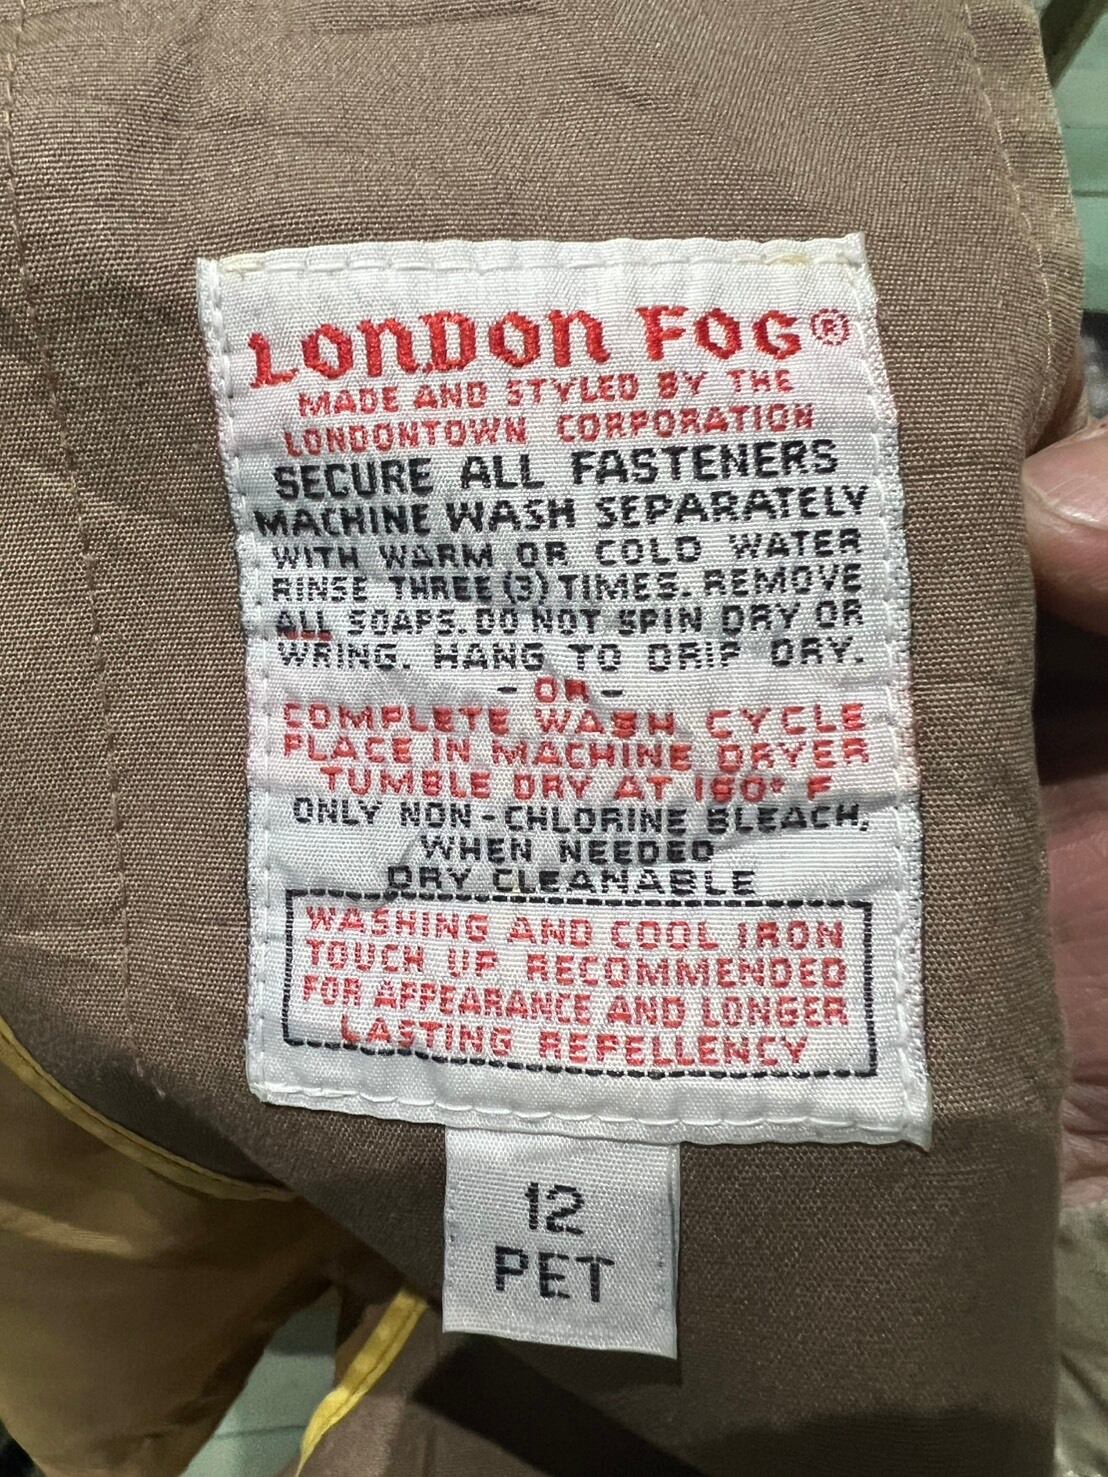 LONDON FOG®
MADE AND STYLED BY THE
LONDONTOWN CORPORATION
SECURE ALL FASTENERS
MACHINE WASH SEPARATELY
WITH WARM OR COLD WATER
RINSE THREE (3) TIMES. REMOVE
ALL SOAPS. DO NOT SPIN DRY OR
WRING. HANG TO DRIP DRY.
- OR -
COMPLETE WASH CYCLE
PLACE IN MACHINE DRYER
TUMBLE DRY AT 160° F
ONLY NON-CHLORINE BLEACH,
WHEN NEEDED
DRY CLEANABLE
WASHING AND COOL IRON
TOUCH UP RECOMMENDED
FOR APPEARANCE AND LONGER
LASTING REPELLENCY
12
PET